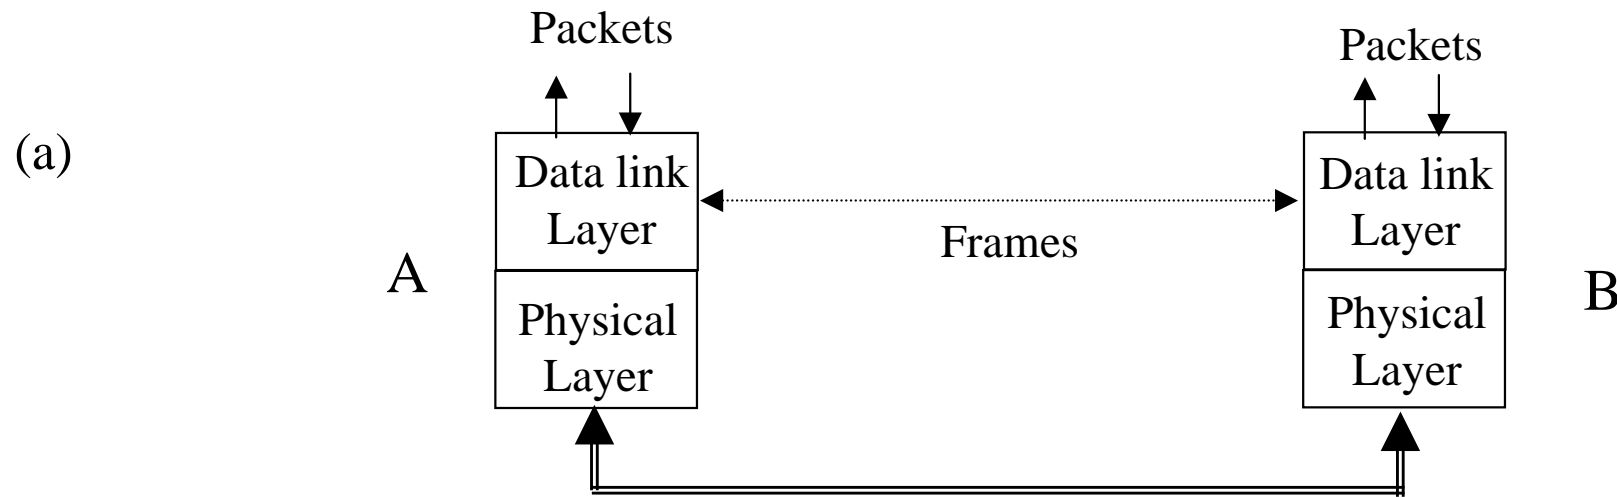 Packets
Packets
(a)
Data link
Layer
Data link
Layer
Frames
A
B
Physical
Layer
Physical
Layer